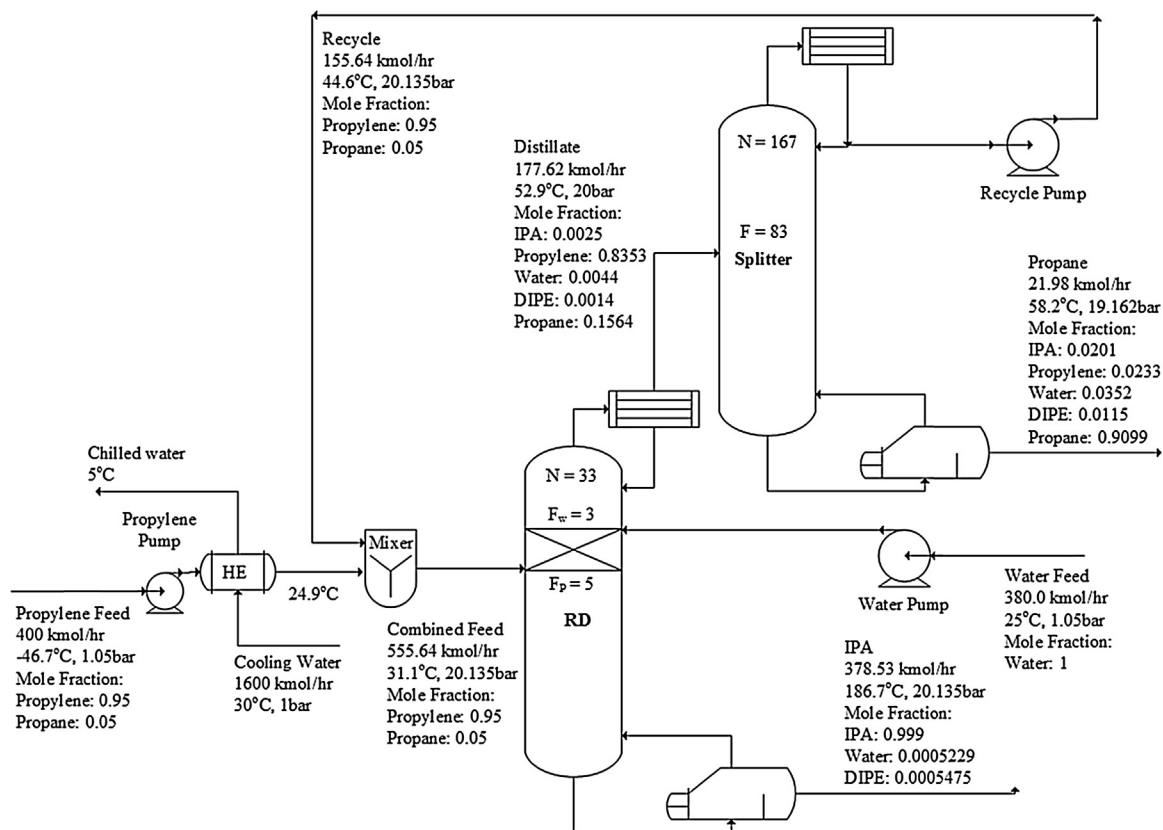 Recycle
155.64 kmol/hr
44.6°C, 20.135bar
Mole Fraction:
Propylene: 0.95
Propane: 0.05
Distillate
177.62 kmol/hr
52.9°C, 20bar
Mole Fraction:
IPA: 0.0025
Propylene: 0.8353
Water: 0.0044
DIPE: 0.0014
Propane: 0.1564
N = 167
F = 83
Splitter
Recycle Pump
Propane
21.98 kmol/hr
58.2°C, 19.162bar
Mole Fraction:
IPA: 0.0201
Propylene: 0.0233
Water: 0.0352
DIPE: 0.0115
Propane: 0.9099
Chilled water
5°C
Propylene
Pump
HE
24.9°C
Mixer
N = 33
Fw = 3
FP = 5
RD
Water Pump
Water Feed
380.0 kmol/hr
25°C, 1.05bar
Mole Fraction:
Water: 1
Propylene Feed
400 kmol/hr
-46.7°C, 1.05bar
Mole Fraction:
Propylene: 0.95
Propane: 0.05
Cooling Water
1600 kmol/hr
30°C, 1bar
Combined Feed
555.64 kmol/hr
31.1°C, 20.135bar
Mole Fraction:
Propylene: 0.95
Propane: 0.05
IPA
378.53 kmol/hr
186.7°C, 20.135bar
Mole Fraction:
IPA: 0.999
Water: 0.0005229
DIPE: 0.0005475